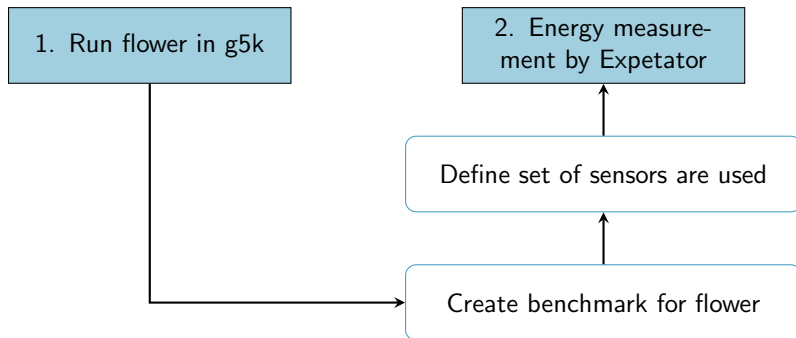 1. Run flower in g5k
2. Energy measure-
ment by Expetator
Define set of sensors are used
Create benchmark for flower